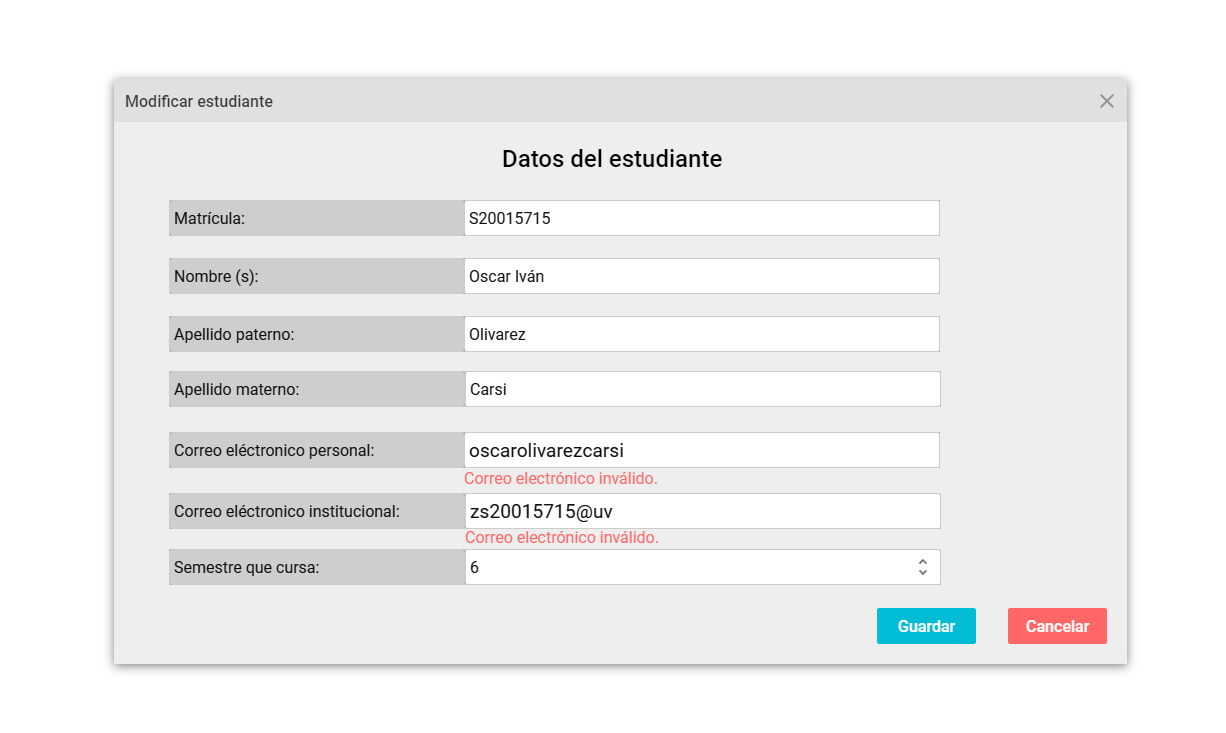 Modificar estudiante
Datos del estudiante
Matrícula: S20015715
Nombre (s): Oscar Iván
Apellido paterno: Olivarez
Apellido materno: Carsi
Correo eléctronico personal: oscarolivarezcarsi
Correo electrónico inválido.
Correo eléctronico institucional: zs20015715@uv
Correo electrónico inválido.
Semestre que cursa: 6
Guardar Cancelar